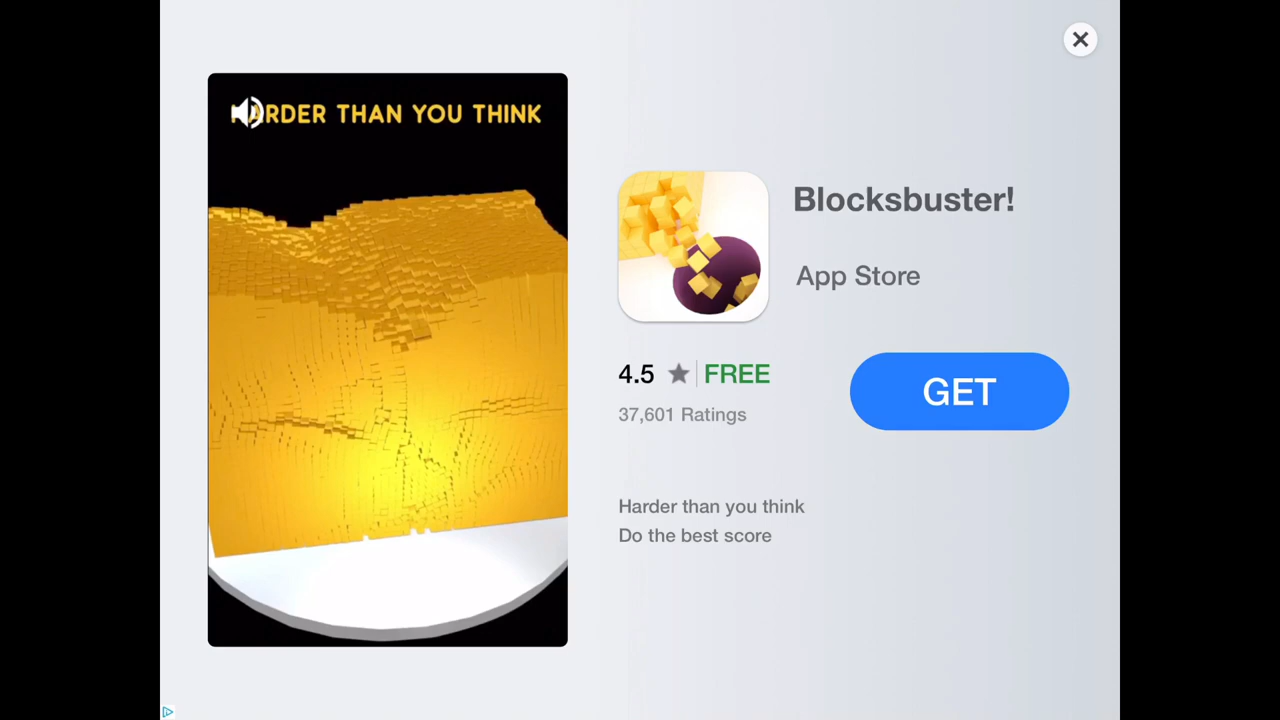 HARDER THAN YOU THINK
Blocksbuster!
App Store
4.5 ★ FREE
37,601 Ratings
GET
Harder than you think
Do the best score